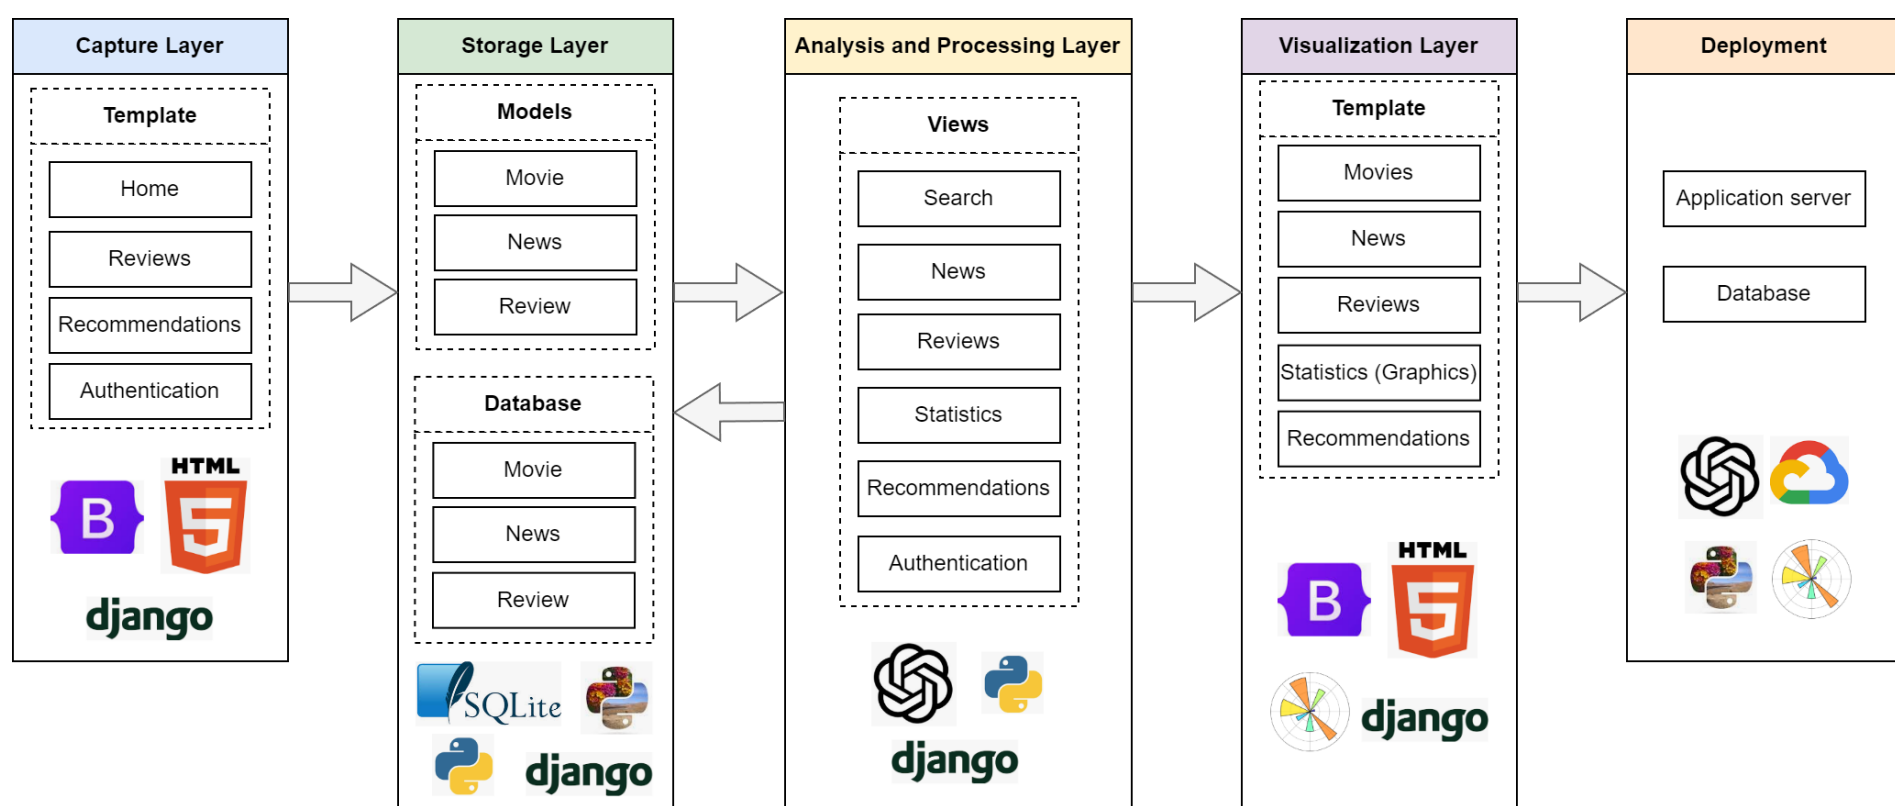 Capture Layer
Template
Home
Reviews
Recommendations
Authentication
HTML
B
5
django
Storage Layer
Models
Movie
News
Review
Database
Movie
News
Review
SQLite
django
Analysis and Processing Layer
Views
Search
News
Reviews
Statistics
Recommendations
Authentication
django
Visualization Layer
Template
Movies
News
Reviews
Statistics (Graphics)
Recommendations
HTML
B
5
django
Deployment
Application server
Database